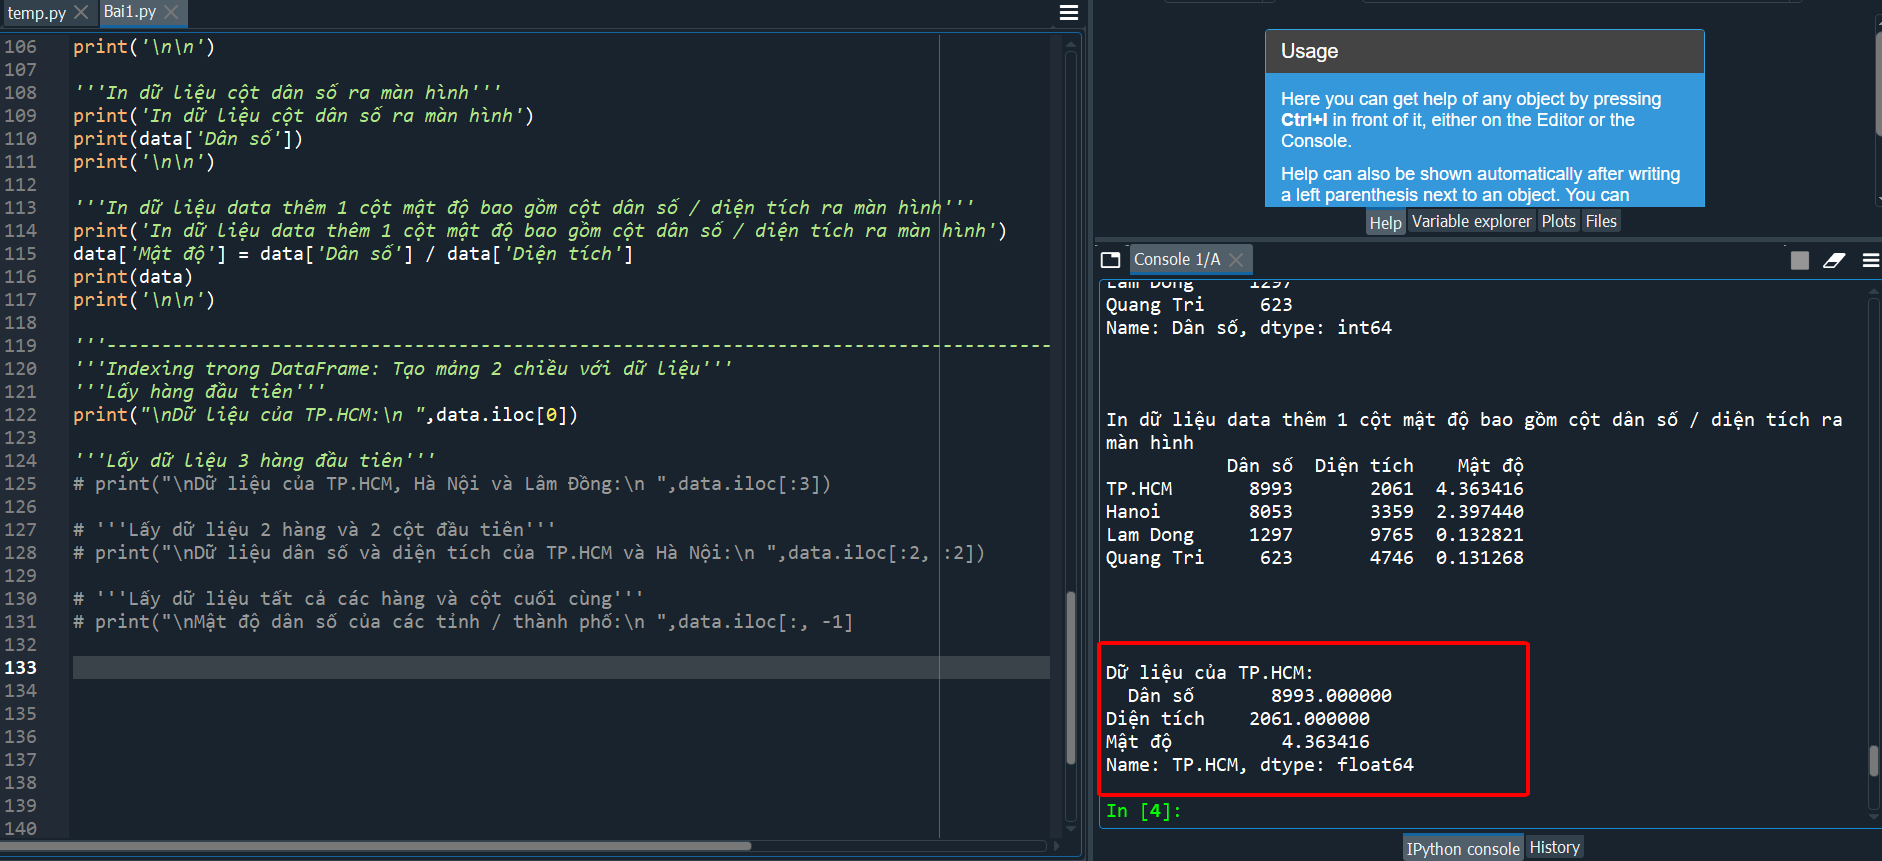 temp.py
Bai1.py
106 print('\n\n')
107
108 '''In dữ liệu cột dân số ra màn hình'''
109 print('In dữ liệu cột dân số ra màn hình')
110 print(data['Dân số'])
111 print('\n\n')
112
113 '''In dữ liệu data thêm 1 cột mật độ bao gồm cột dân số / diện tích ra màn hình'''
114 print('In dữ liệu data thêm 1 cột mật độ bao gồm cột dân số / diện tích ra màn hình')
115 data['Mật độ'] = data['Dân số'] / data['Diện tích']
116 print(data)
117 print('\n\n')
118
119 '''--------------------------------------------------------------------------------------
120 '''Indexing trong DataFrame: Tạo mảng 2 chiều với dữ liệu'''
121 '''Lấy hàng đầu tiên'''
122 print("\nDữ liệu của TP.HCM:\n ",data.iloc[0])
123
124 '''Lấy dữ liệu 3 hàng đầu tiên'''
125 # print("\nDữ liệu của TP.HCM, Hà Nội và Lâm Đồng:\n ",data.iloc[:3])
126
127 # '''Lấy dữ liệu 2 hàng và 2 cột đầu tiên'''
128 # print("\nDữ liệu dân số và diện tích của TP.HCM và Hà Nội:\n ",data.iloc[:2, :2])
129
130 # '''Lấy dữ liệu tất cả các hàng và cột cuối cùng'''
131 # print("\nMật độ dân số của các tỉnh / thành phố:\n ",data.iloc[:, -1]
132
133
134
135
136
137
138
139
140
Usage
Here you can get help of any object by pressing
Ctrl+I in front of it, either on the Editor or the
Console.
Help can also be shown automatically after writing
a left parenthesis next to an object. You can
Help Variable explorer Plots Files
Console 1/A
Lam Dong 1297
Quang Tri 623
Name: Dân số, dtype: int64
In dữ liệu data thêm 1 cột mật độ bao gồm cột dân số / diện tích ra
màn hình
Dân số Diện tích Mật độ
TP.HCM 8993 2061 4.363416
Hanoi 8053 3359 2.397440
Lam Dong 1297 9765 0.132821
Quang Tri 623 4746 0.131268
Dữ liệu của TP.HCM:
Dân số 8993.000000
Diện tích 2061.000000
Mật độ 4.363416
Name: TP.HCM, dtype: float64
In [4]:
IPython console History